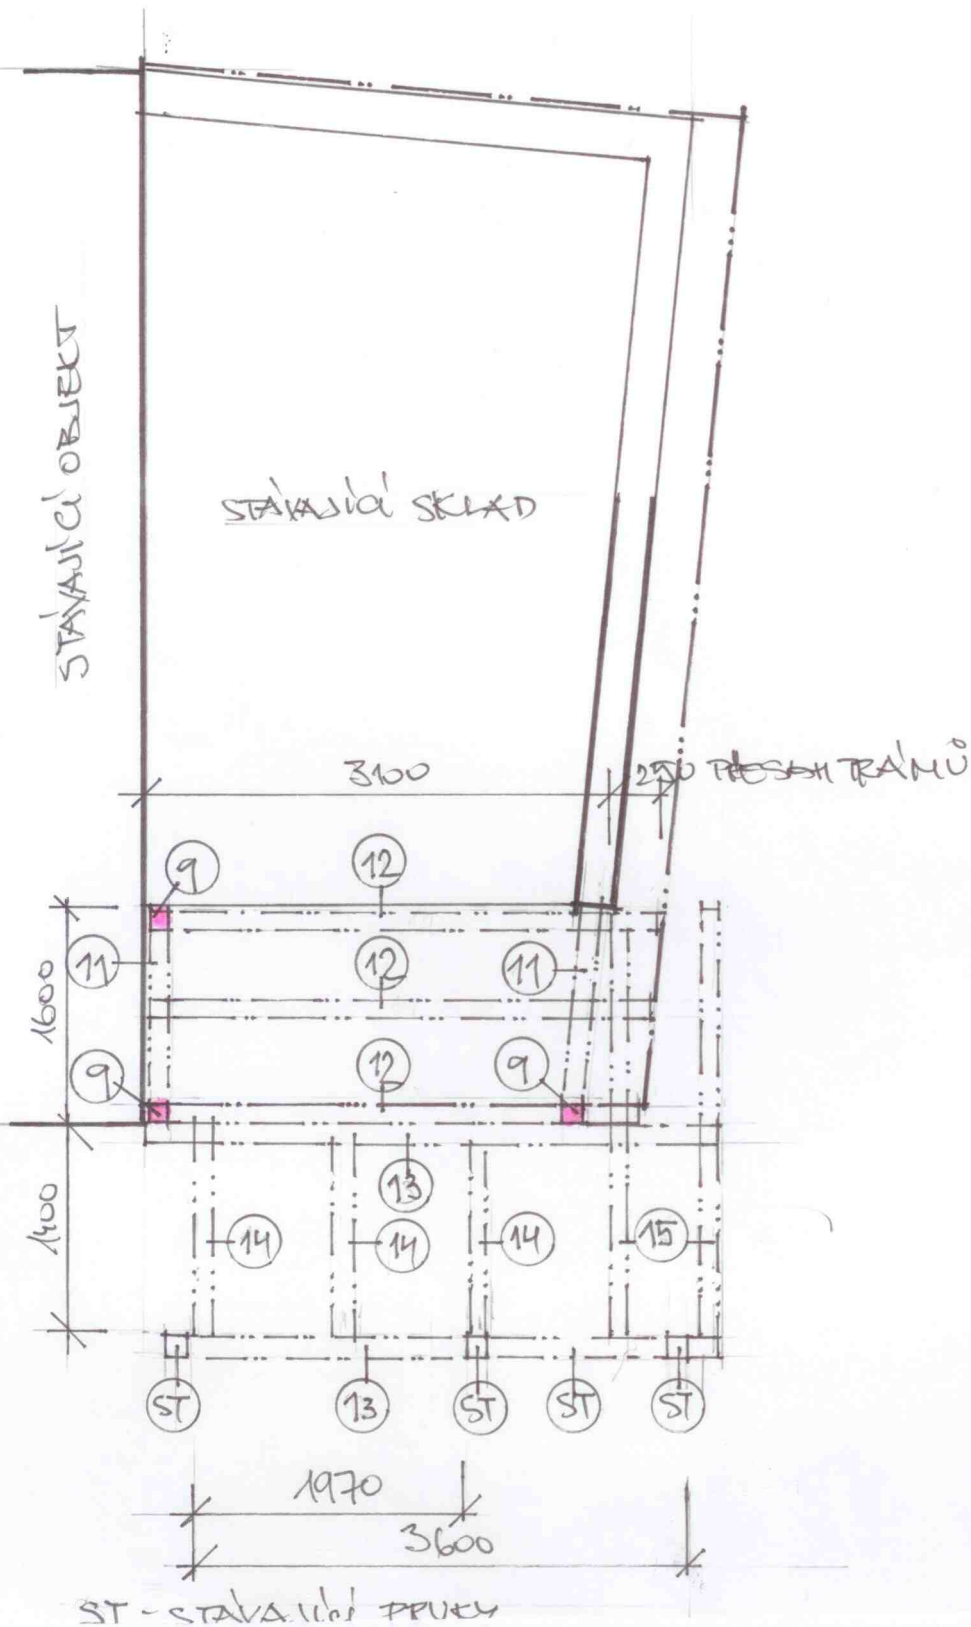 STÁVAJÍCÍ OBJEKT
STÁVAJÍCÍ SKLAD
3100
250 PŘESAH TRÁMŮ
9
12
11
12
11
1600
9
12
9
13
14
14
14
15
1400
ST
13
ST
ST
ST
1970
3600
ST - STÁVAJÍCÍ PRVKY